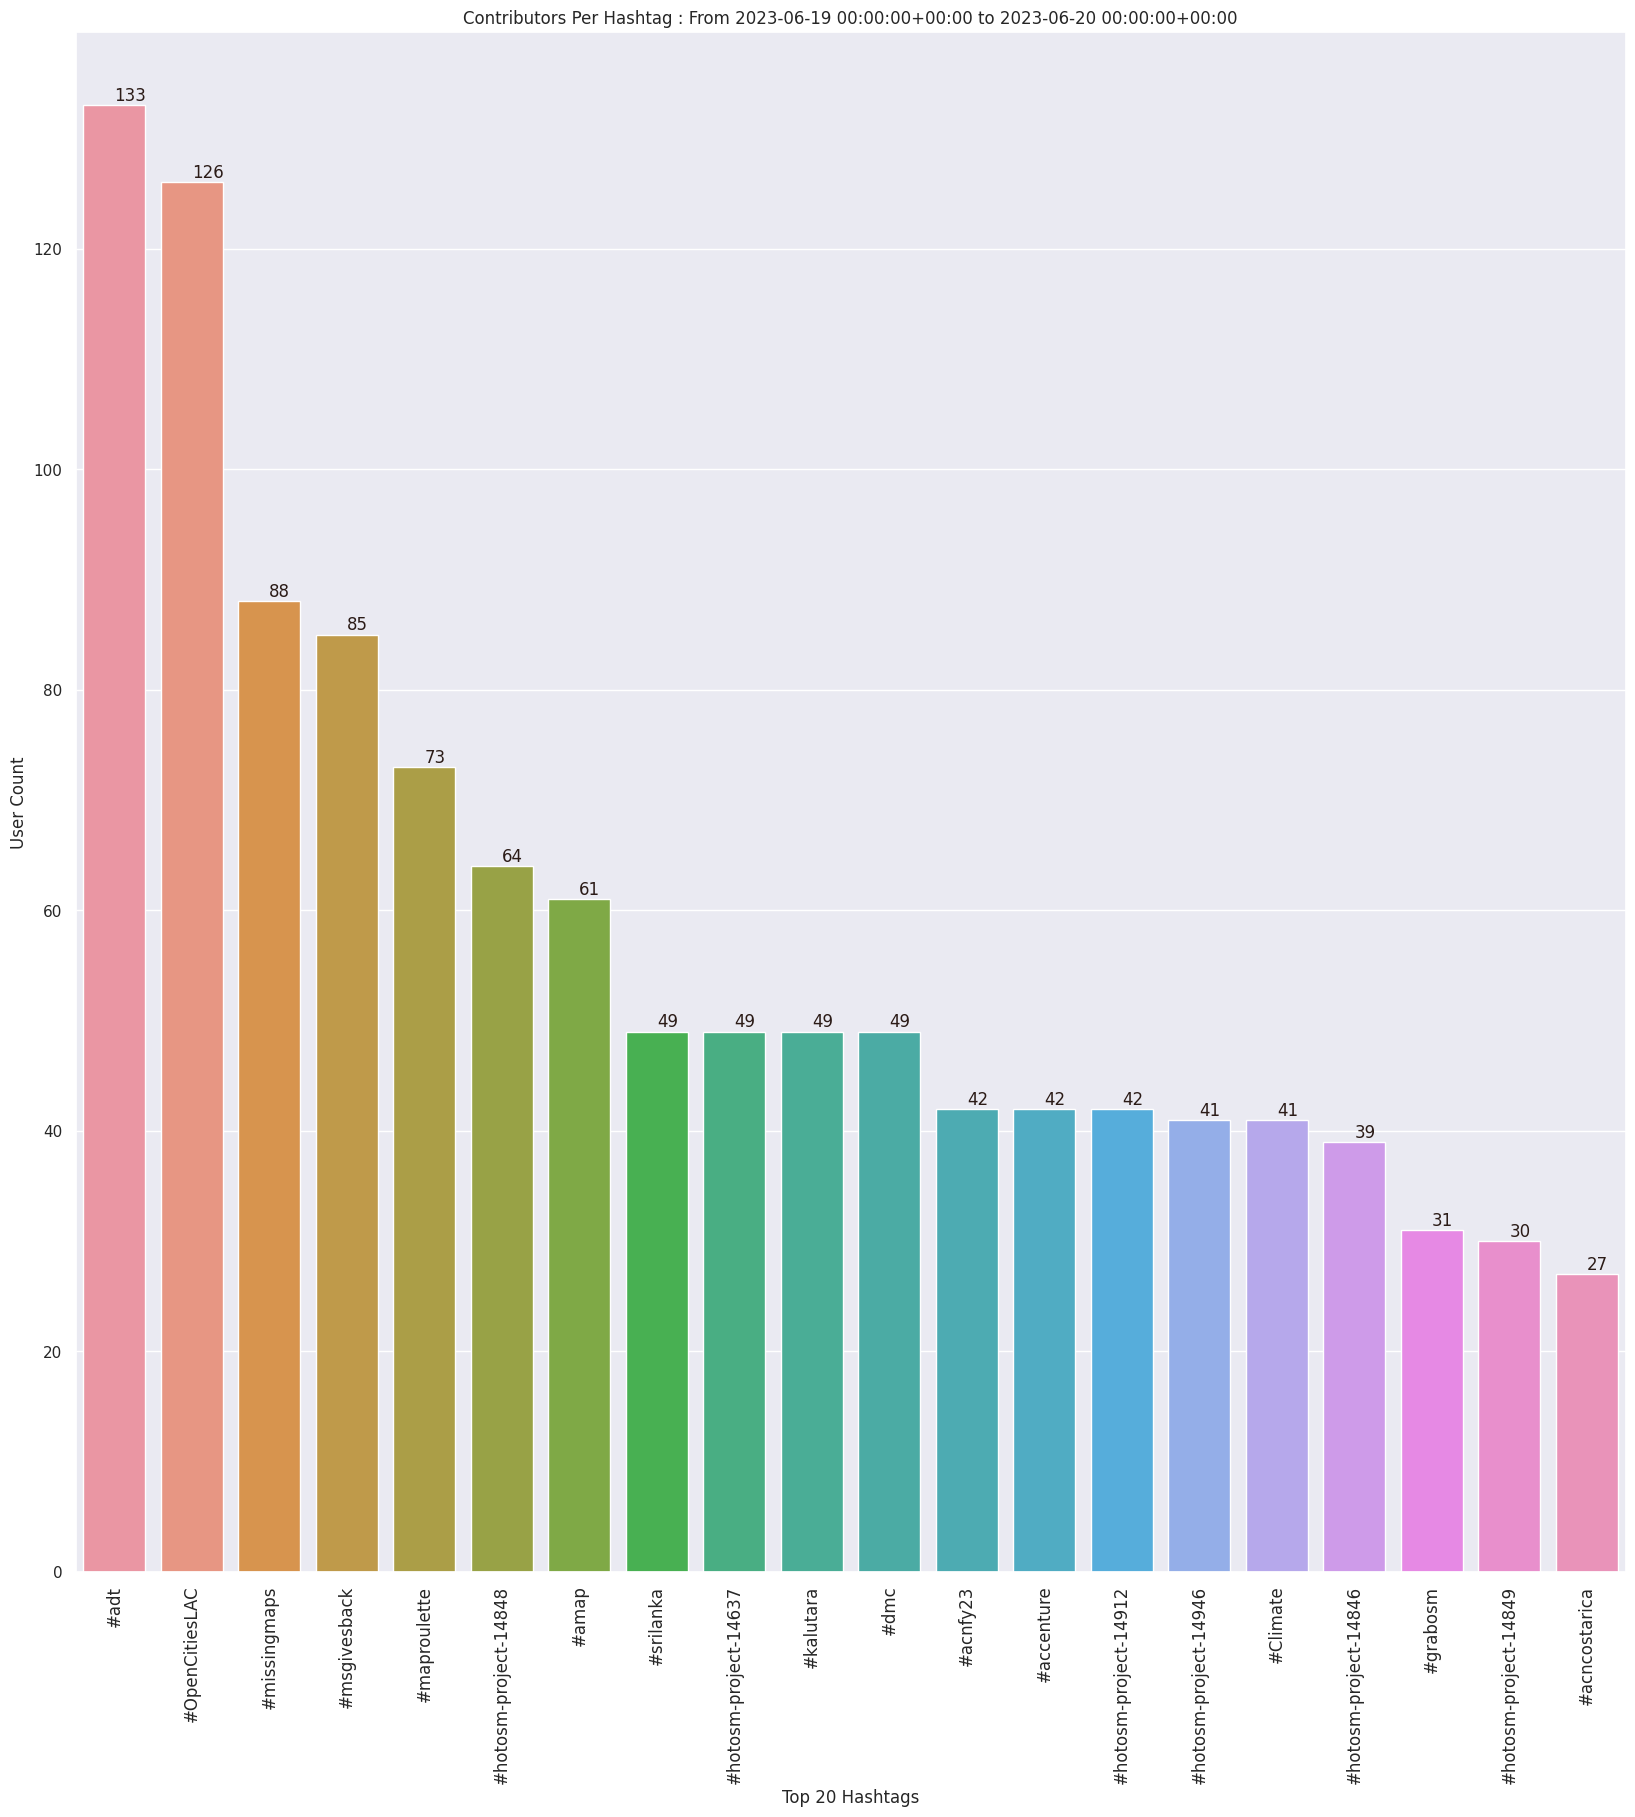 Contributors Per Hashtag : From 2023-06-19 00:00:00+00:00 to 2023-06-20 00:00:00+00:00
133
126
88
85
73
64
61
49
49
49
49
42
42
42
41
41
39
31
30
27
120
100
80
60
40
20
0
User Count
#adt
#OpenCitiesLAC
#missingmaps
#msgivesback
#maproulette
#hotosm-project-14848
#amap
#srilanka
#hotosm-project-14637
#kalutara
#dmc
#acnfy23
#accenture
#hotosm-project-14912
#hotosm-project-14946
#Climate
#hotosm-project-14846
#grabosm
#hotosm-project-14849
#acncostarica
Top 20 Hashtags